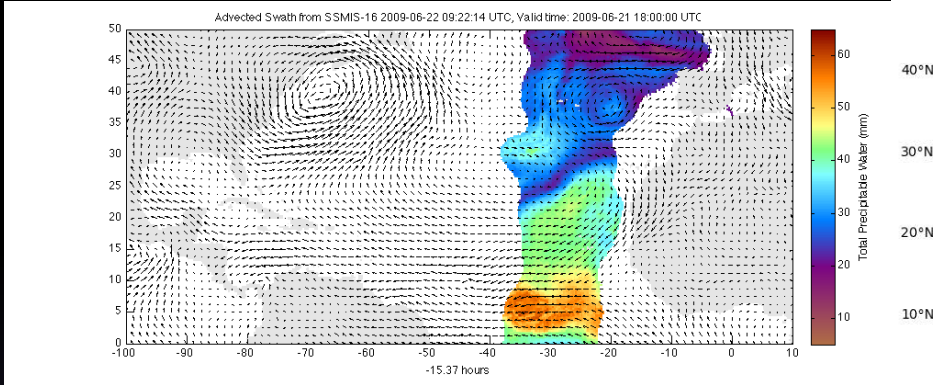 Advected Swath from SSMIS-16 2009-06-22 09:22:14 UTC, Valid time: 2009-06-21 18:00:00 UTC
50
45
40
35
30
25
20
15
10
5
0
-100 -90 -80 -70 -60 -50 -40 -30 -20 -10 0 10
-15.37 hours
60
50
40
30
20
10
Total Precipitable Water (mm)
40°N
30°N
20°N
10°N